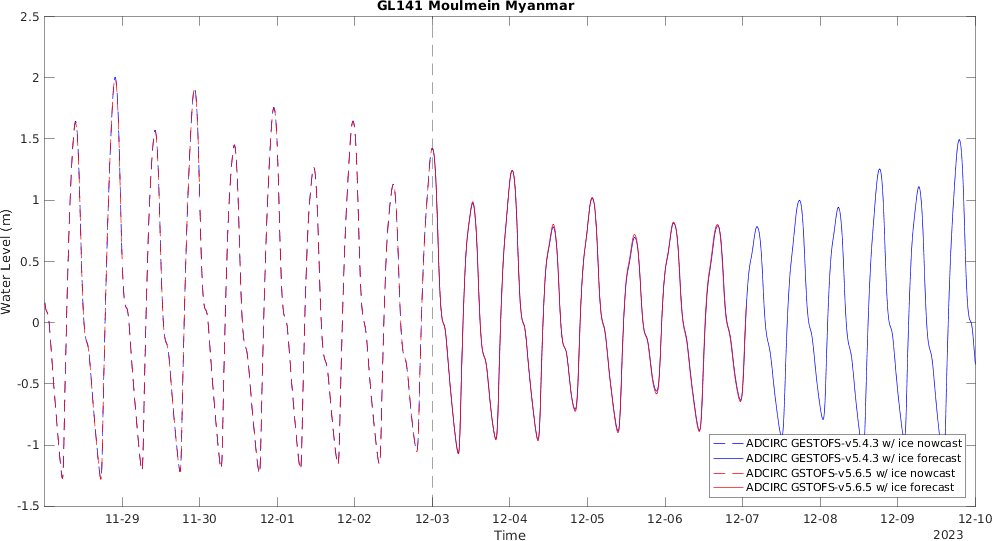 GL141 Moulmein Myanmar
2.5
2
1.5
1
0.5
0
-0.5
-1
-1.5
Water Level (m)
ADCIRC GESTOFS-v5.4.3 w/ ice nowcast
ADCIRC GESTOFS-v5.4.3 w/ ice forecast
ADCIRC GSTOFS-v5.6.5 w/ ice nowcast
ADCIRC GSTOFS-v5.6.5 w/ ice forecast
11-29 11-30 12-01 12-02 12-03 12-04 12-05 12-06 12-07 12-08 12-09 12-10
Time
2023